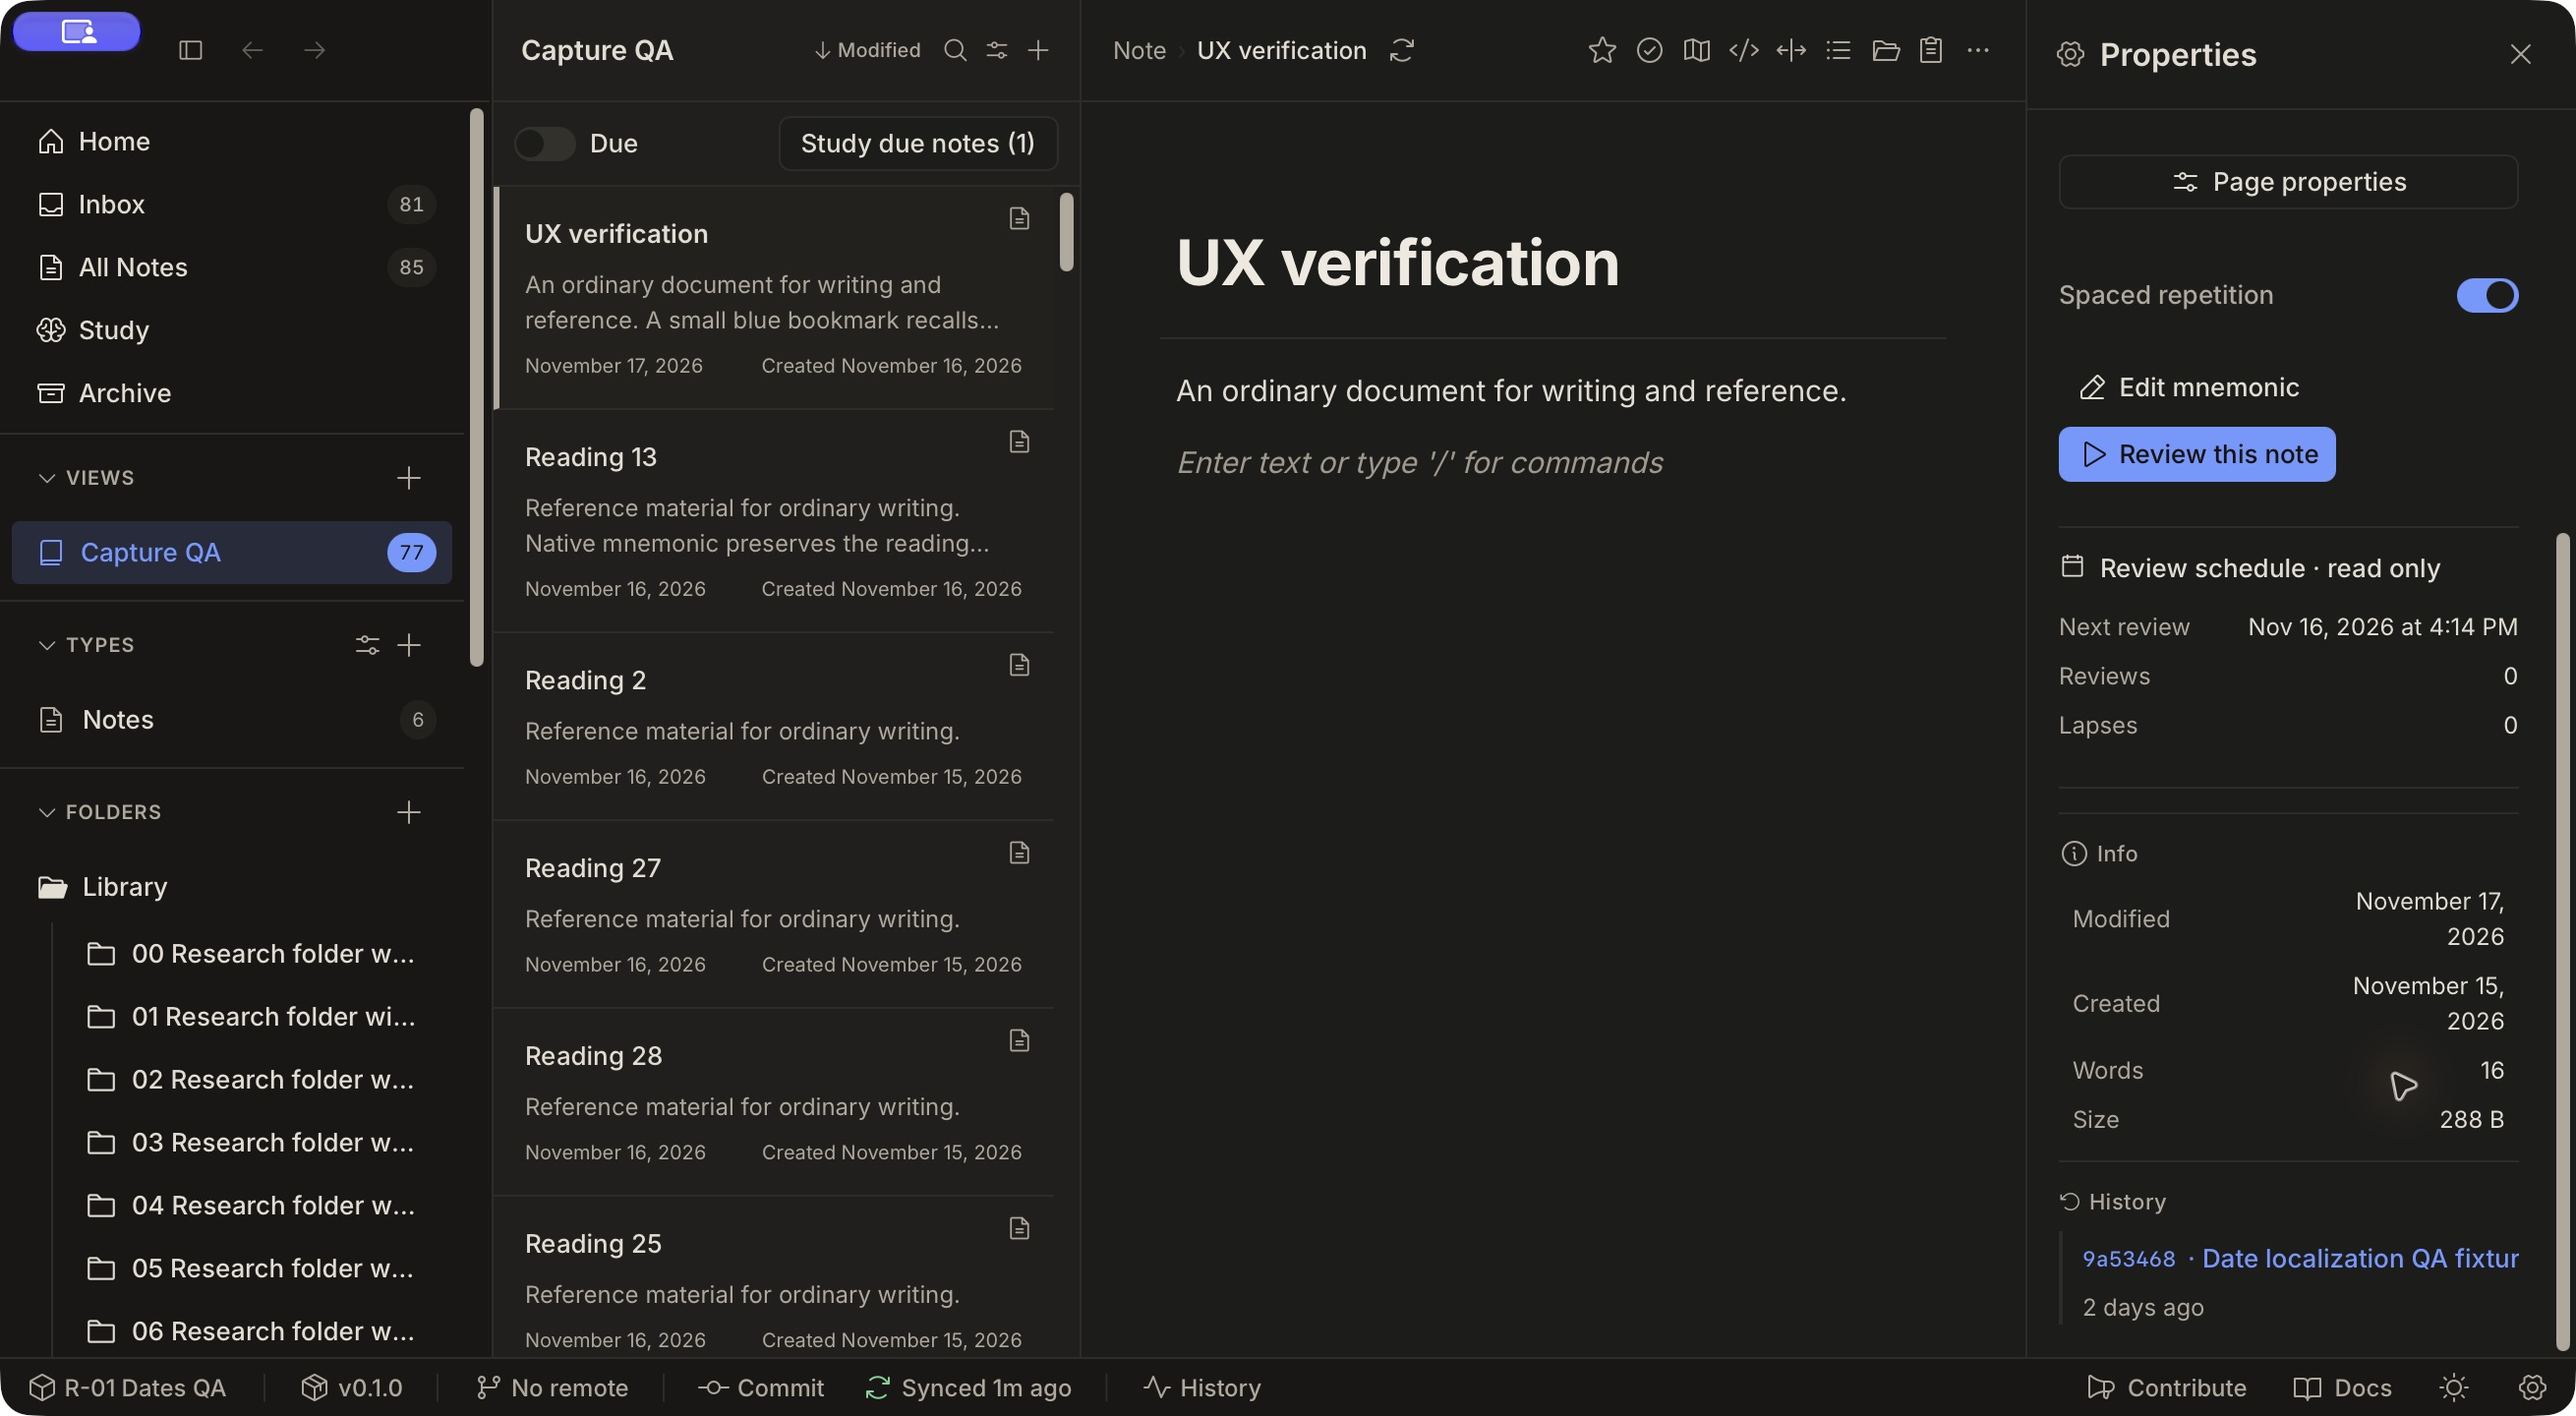 Home
Inbox 81
All Notes 85
Study
Archive
VIEWS
Capture QA 77
TYPES
Notes 6
FOLDERS
Library
00 Research folder w...
01 Research folder wi...
02 Research folder w...
03 Research folder w...
04 Research folder w...
05 Research folder w...
06 Research folder w...
Capture QA Modified
Due Study due notes (1)
UX verification
An ordinary document for writing and
reference. A small blue bookmark recalls...
November 17, 2026 Created November 16, 2026
Reading 13
Reference material for ordinary writing.
Native mnemonic preserves the reading...
November 16, 2026 Created November 16, 2026
Reading 2
Reference material for ordinary writing.
November 16, 2026 Created November 15, 2026
Reading 27
Reference material for ordinary writing.
November 16, 2026 Created November 15, 2026
Reading 28
Reference material for ordinary writing.
November 16, 2026 Created November 15, 2026
Reading 25
Reference material for ordinary writing.
November 16, 2026 Created November 15, 2026
Note › UX verification
UX verification
An ordinary document for writing and reference.
Enter text or type '/' for commands
Properties
Page properties
Spaced repetition
Edit mnemonic
Review this note
Review schedule · read only
Next review Nov 16, 2026 at 4:14 PM
Reviews 0
Lapses 0
Info
Modified November 17,
2026
Created November 15,
2026
Words 16
Size 288 B
History
9a53468 · Date localization QA fixtur
2 days ago
R-01 Dates QA v0.1.0 No remote Commit Synced 1m ago History Contribute Docs